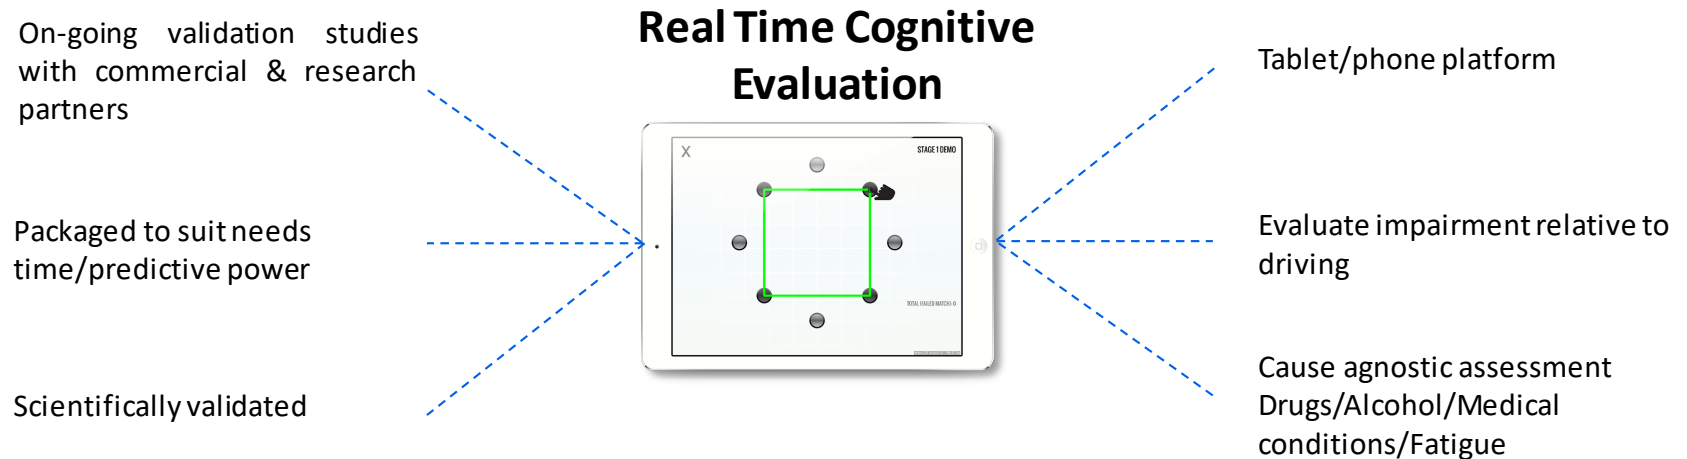 Real Time Cognitive
Evaluation
On-going validation studies
with commercial & research
partners
Packaged to suit needs
time/predictive power
Scientifically validated
X
STAGE 1 DEMO
Tablet/phone platform
Evaluate impairment relative to
driving
Cause agnostic assessment
Drugs/Alcohol/Medical
conditions/Fatigue